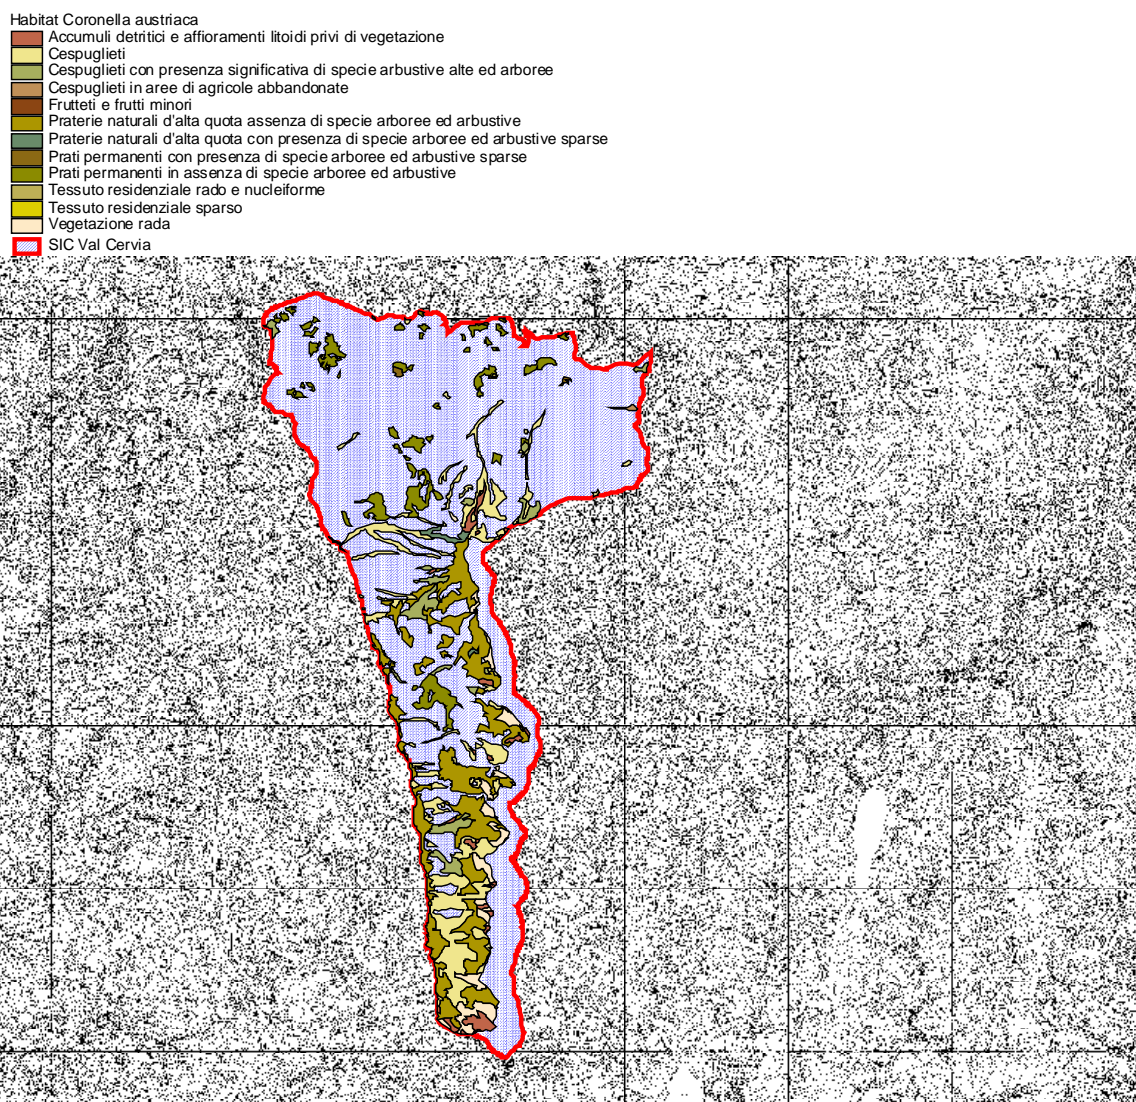 Habitat Coronella austriaca
Accumuli detritici e affioramenti litoidi privi di vegetazione
Cespuglieti
Cespuglieti con presenza significativa di specie arbustive alte ed arboree
Cespuglieti in aree di agricole abbandonate
Frutteti e frutti minori
Praterie naturali d'alta quota assenza di specie arboree ed arbustive
Praterie naturali d'alta quota con presenza di specie arboree ed arbustive sparse
Prati permanenti con presenza di specie arboree ed arbustive sparse
Prati permanenti in assenza di specie arboree ed arbustive
Tessuto residenziale rado e nucleiforme
Tessuto residenziale sparso
Vegetazione rada
SIC Val Cervia